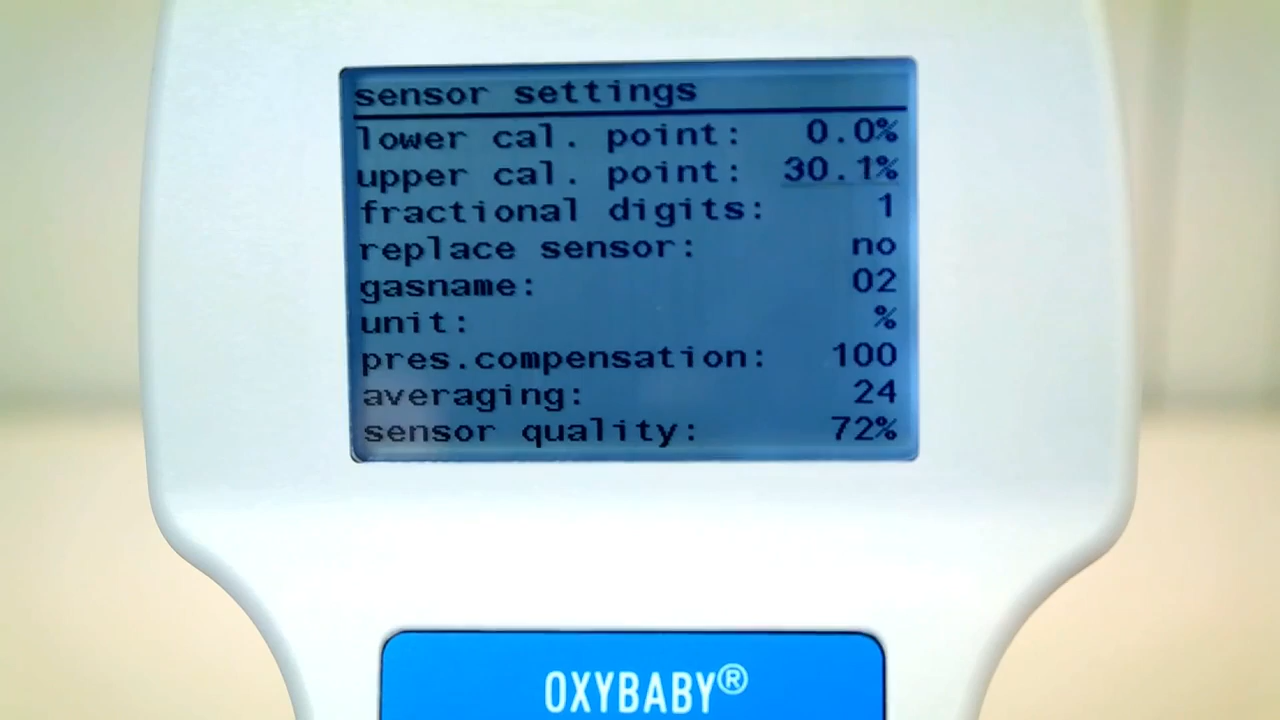 sensor settings
lower cal. point: 0.0%
upper cal. point: 30.1%
fractional digits: 1
replace sensor: no
gasname: O2
unit: %
pres.compensation: 100
averaging: 24
sensor quality: 72%
OXYBABY®